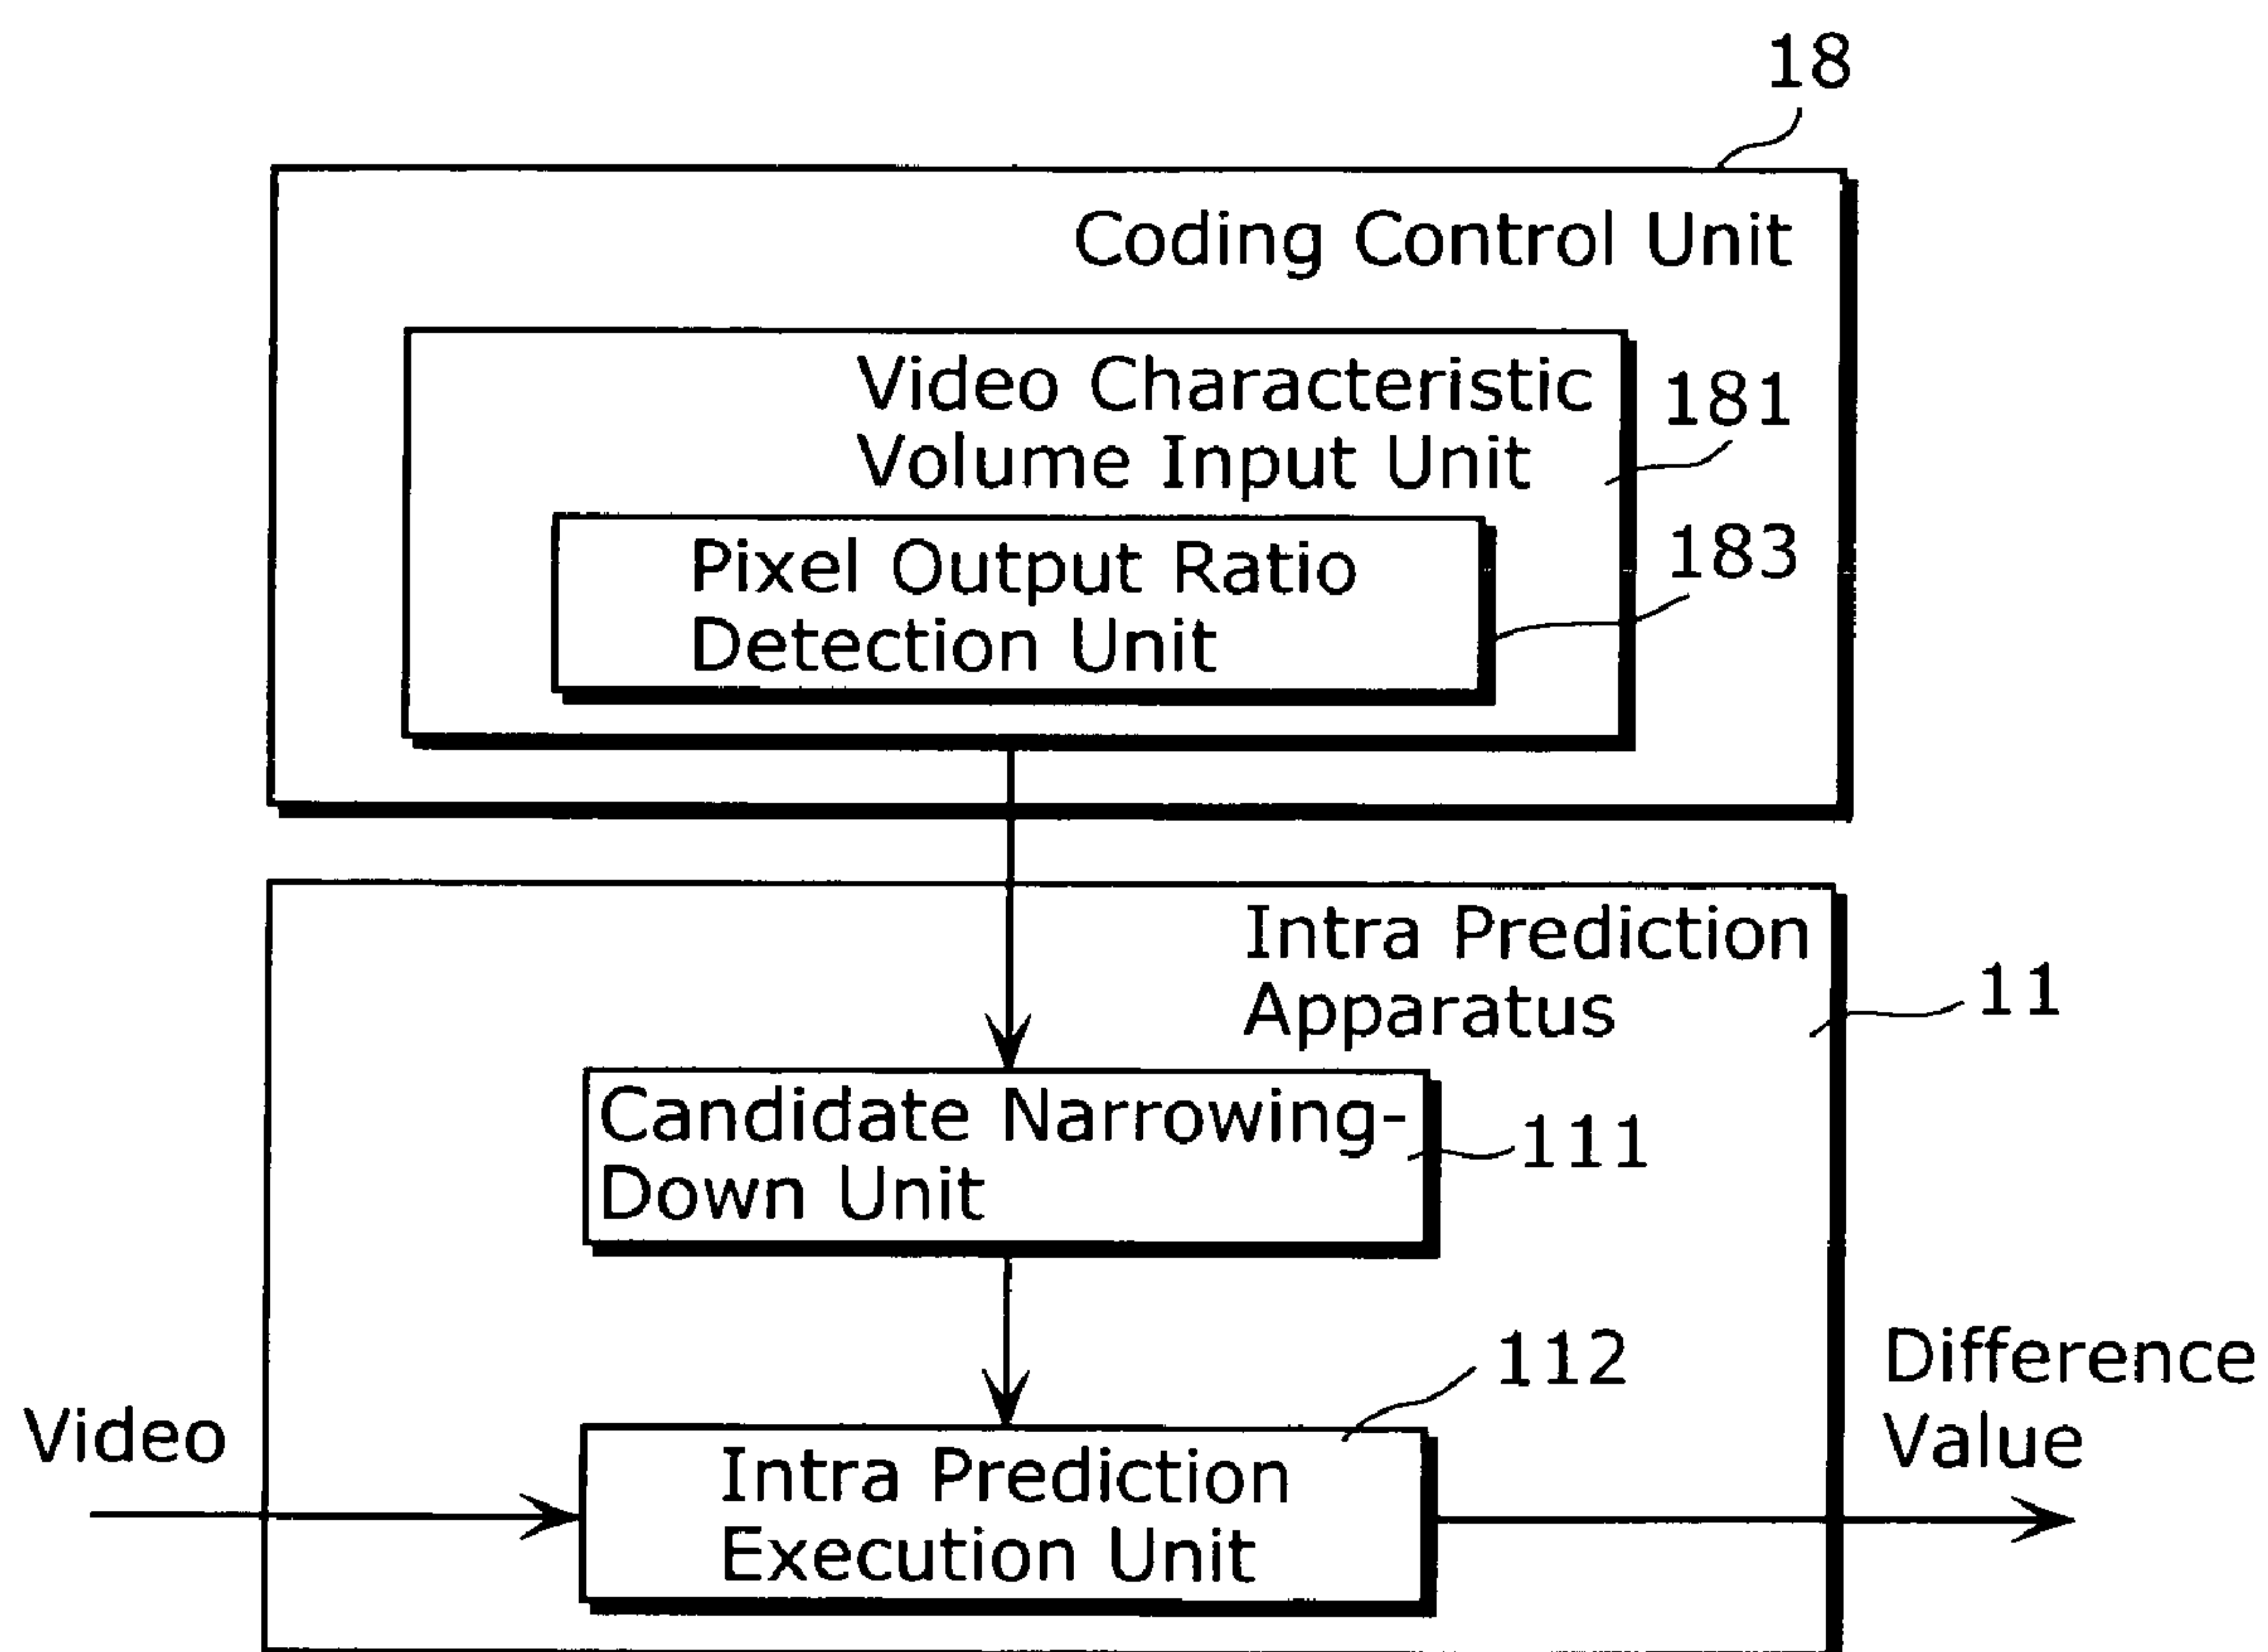 18
Coding Control Unit
Video Characteristic
Volume Input Unit
181
Pixel Output Ratio
Detection Unit
183
Intra Prediction
Apparatus
11
Candidate Narrowing-
Down Unit
111
112
Video
Intra Prediction
Execution Unit
Difference
Value